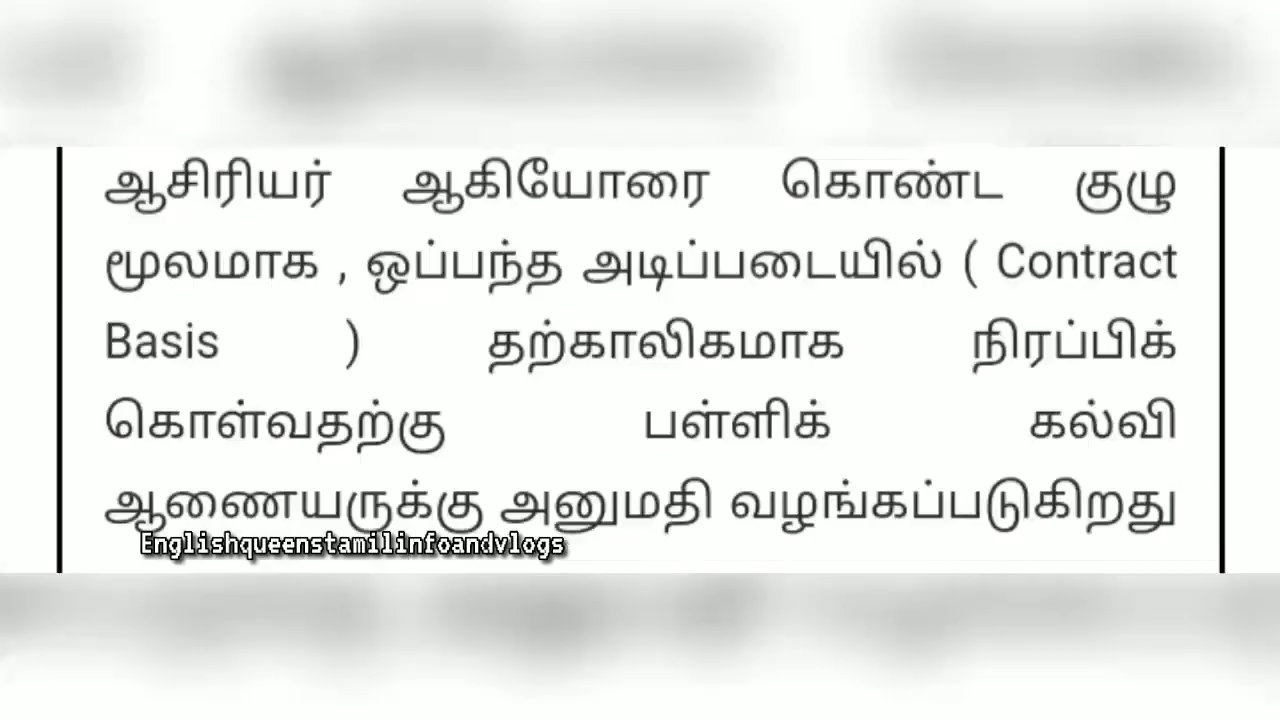 ஆசிரியர் ஆகியோரை கொண்ட குழு
மூலமாக , ஒப்பந்த அடிப்படையில் ( Contract
Basis ) தற்காலிகமாக நிரப்பிக்
கொள்வதற்கு பள்ளிக் கல்வி
ஆணையருக்கு அனுமதி வழங்கப்படுகிறது
Englishqueenstamilinfoandvlogs